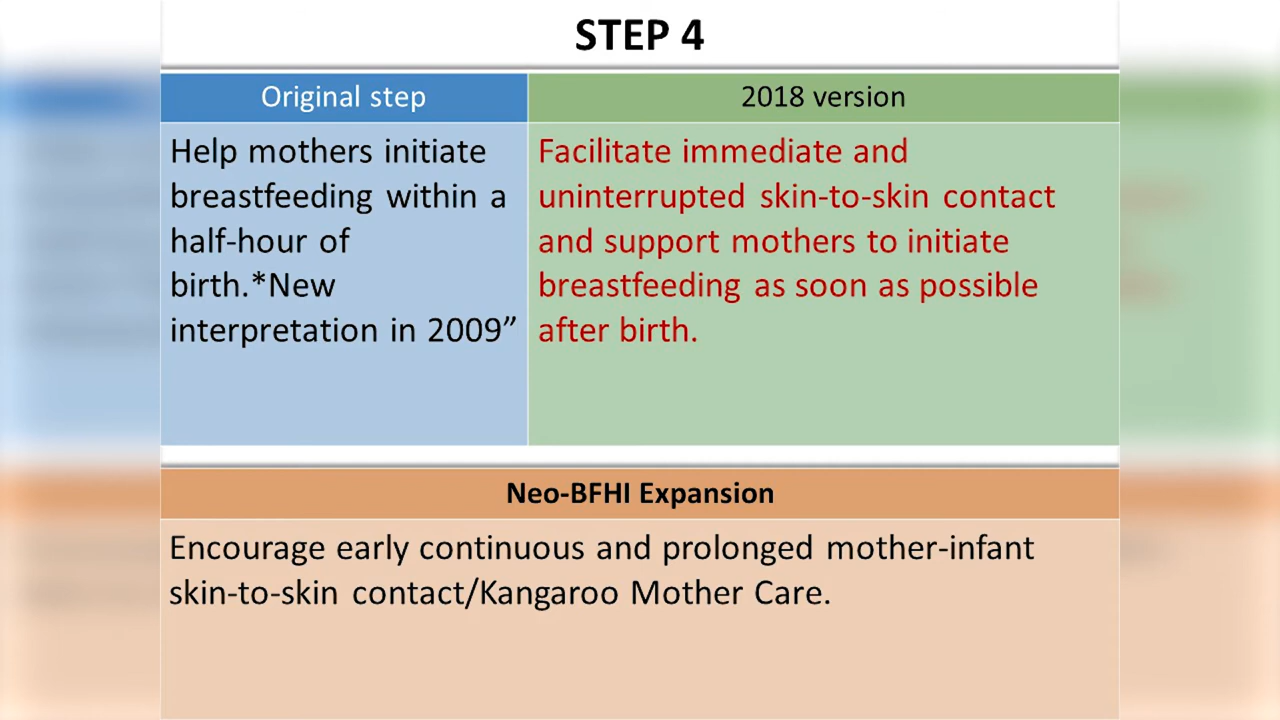 STEP 4
Original step
2018 version
Help mothers initiate
breastfeeding within a
half-hour of
birth.*New
interpretation in 2009”
Facilitate immediate and
uninterrupted skin-to-skin contact
and support mothers to initiate
breastfeeding as soon as possible
after birth.
Neo-BFHI Expansion
Encourage early continuous and prolonged mother-infant
skin-to-skin contact/Kangaroo Mother Care.